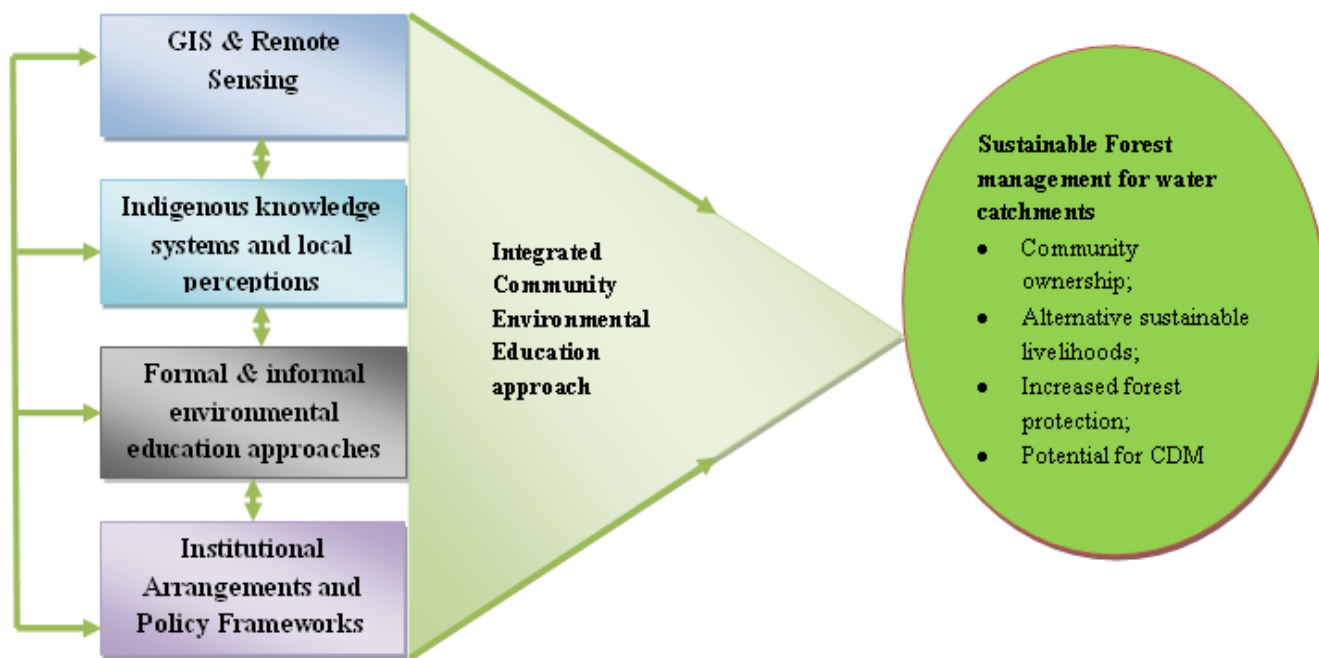 GIS & Remote
Sensing
Indigenous knowledge
systems and local
perceptions
Formal & informal
environmental
education approaches
Institutional
Arrangements and
Policy Frameworks
Integrated
Community
Environmental
Education
approach
Sustainable Forest
management for water
catchments
● Community
ownership;
● Alternative sustainable
livelihoods;
● Increased forest
protection;
● Potential for CDM